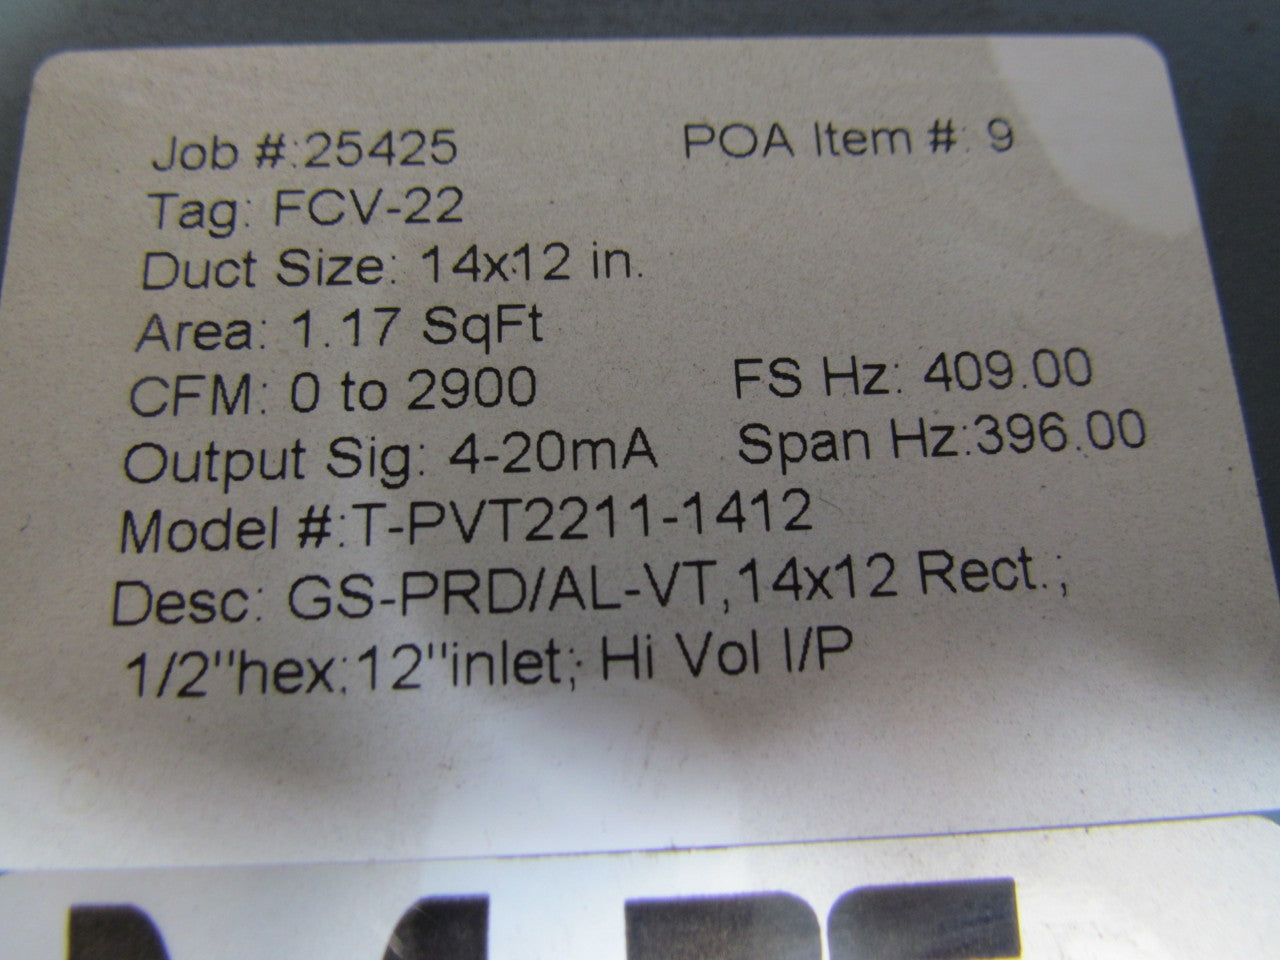 Job #:25425 POA Item #: 9
Tag: FCV-22
Duct Size: 14x12 in.
Area: 1.17 SqFt
CFM: 0 to 2900 FS Hz: 409.00
Output Sig: 4-20mA Span Hz:396.00
Model #:T-PVT2211-1412
Desc: GS-PRD/AL-VT,14x12 Rect.;
1/2"hex;12"inlet; Hi Vol I/P